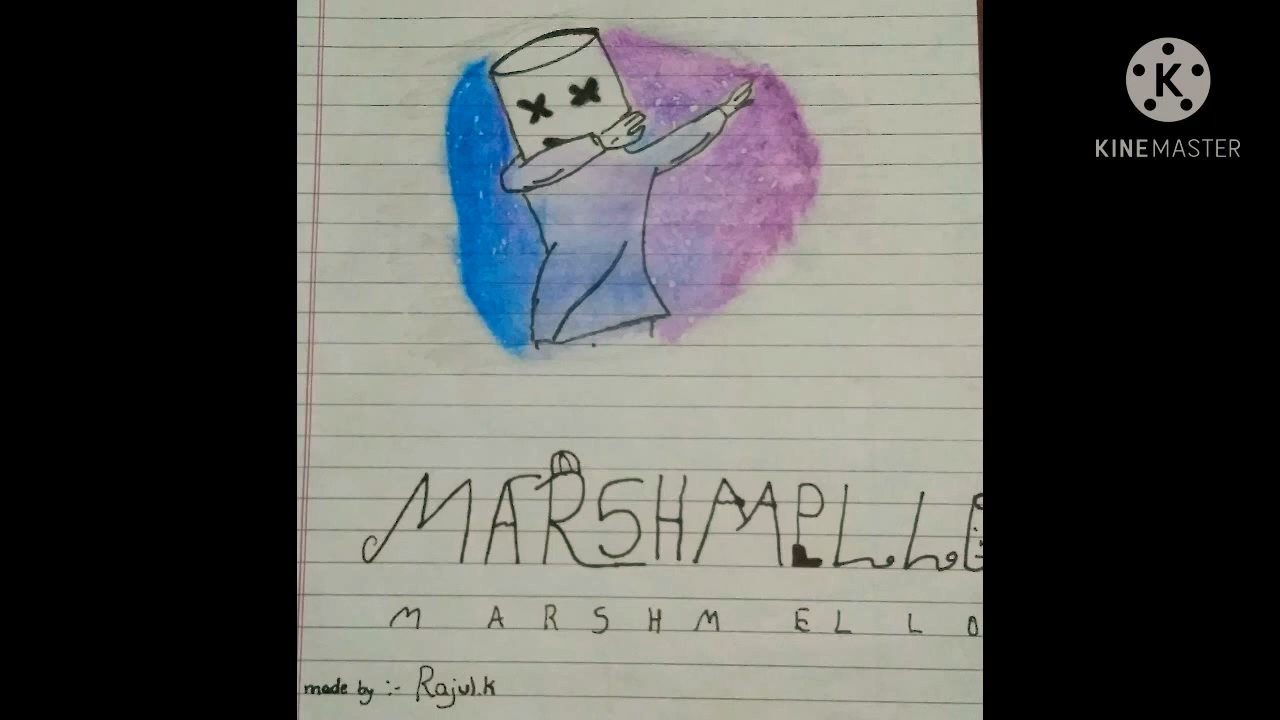 K
KINEMASTER
MARSHMELLO
M A R S H M E L L O
made by :- Rajul.K